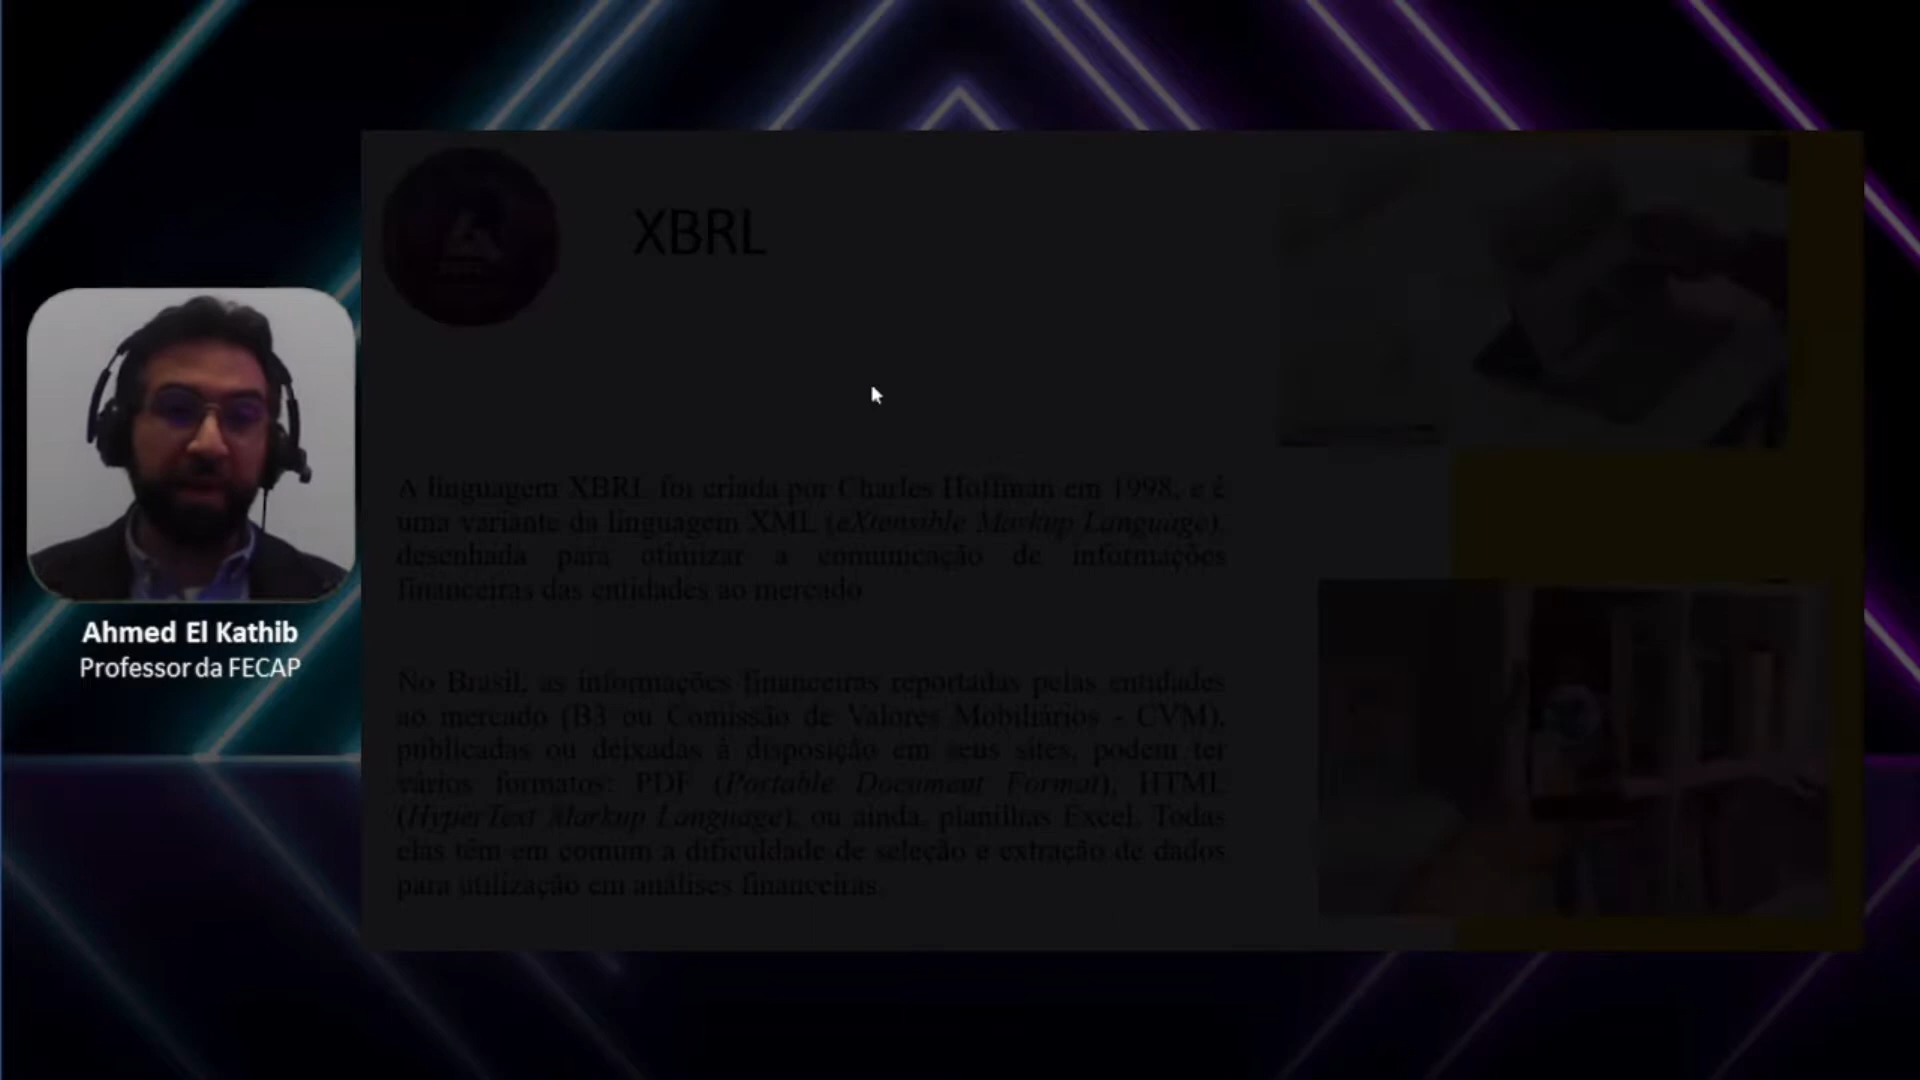 XBRL
A linguagem XBRL foi criada por Charles Hoffman em 1998, e é
uma variante da linguagem XML (eXtensible Markup Language),
desenhada para otimizar a comunicação de informações
financeiras das entidades ao mercado
Ahmed El Kathib
Professor da FECAP
No Brasil, as informações financeiras reportadas pelas entidades
ao mercado (B3 ou Comissão de Valores Mobiliários - CVM),
publicadas ou deixadas à disposição em seus sites, podem ter
vários formatos: PDF (Portable Document Format), HTML
(HyperText Markup Language), ou ainda, planilhas Excel. Todas
elas têm em comum a dificuldade de seleção e extração de dados
para utilização em análises financeiras.